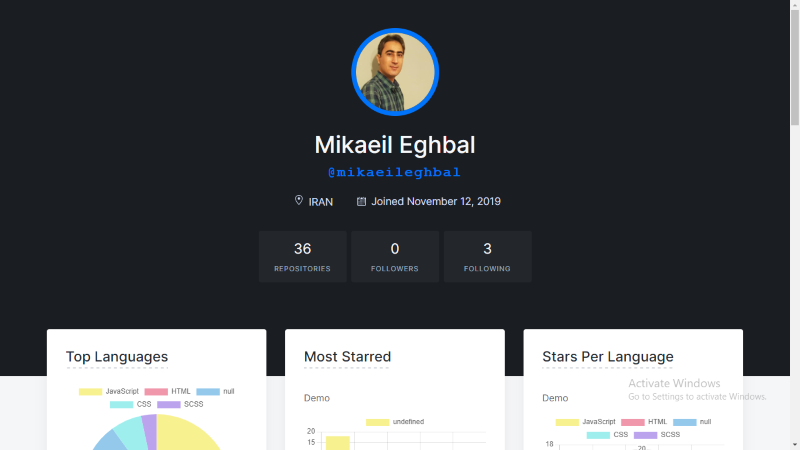 Mikaeil Eghbal
@mikaeileghbal
IRAN Joined November 12, 2019
36 0 3
REPOSITORIES FOLLOWERS FOLLOWING
Top Languages
JavaScript HTML null
CSS SCSS
Most Starred
Demo
undefined
20
15
Stars Per Language
Demo
JavaScript HTML null
CSS SCSS
18
20
Activate Windows
Go to Settings to activate Windows.